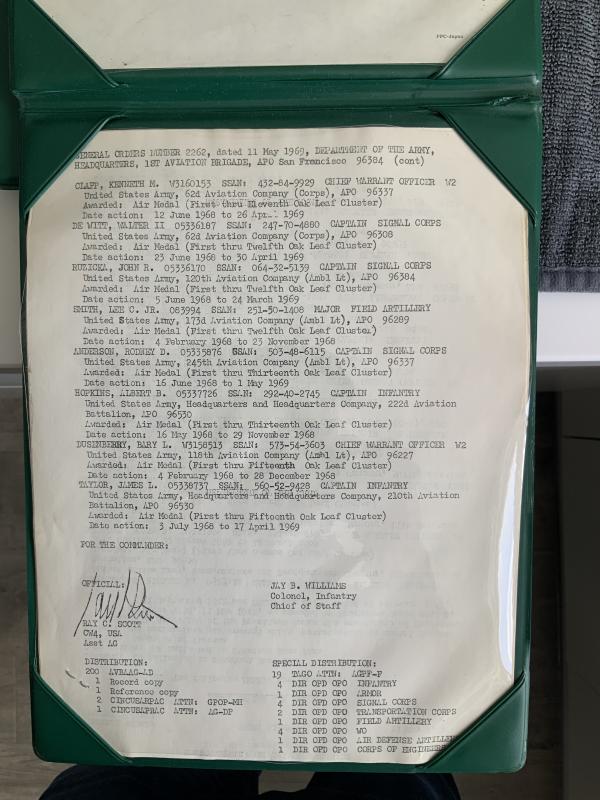 PPC-Japan
GENERAL ORDERS NUMBER 2262, dated 11 May 1969, DEPARTMENT OF THE ARMY,
HEADQUARTERS, 1ST AVIATION BRIGADE, APO San Francisco 96384 (cont)
CLAPP, KENNETH M. W3160153 SSAN: 432-84-9929 CHIEF WARRANT OFFICER W2
United States Army, 62d Aviation Company (Corps), APO 96337
Awarded: Air Medal (First thru Eleventh Oak Leaf Cluster)
Date action: 12 June 1968 to 26 Apr 1969
DE WITT, WALTER II 05336187 SSAN: 247-70-4880 CAPTAIN SIGNAL CORPS
United States Army, 62d Aviation Company (Corps), APO 96308
Awarded: Air Medal (First thru Twelfth Oak Leaf Cluster)
Date action: 23 June 1968 to 30 April 1969
RUZICKA, JOHN R. 05336170 SSAN: 064-32-5139 CAPTAIN SIGNAL CORPS
United States Army, 120th Aviation Company (Ambl Lt), APO 96384
Awarded: Air Medal (First thru Twelfth Oak Leaf Cluster)
Date action: 5 June 1968 to 24 March 1969
SMITH, LEE C. JR. 083994 SSAN: 251-50-1408 MAJOR FIELD ARTILLERY
United States Army, 173d Aviation Company (Ambl Lt), APO 96289
Awarded: Air Medal (First thru Twelfth Oak Leaf Cluster)
Date action: 4 February 1968 to 23 November 1968
ANDERSON, RODNEY D. 05335876 SSAN: 503-48-6115 CAPTAIN SIGNAL CORPS
United States Army, 245th Aviation Company (Ambl Lt), APO 96337
Awarded: Air Medal (First thru Thirteenth Oak Leaf Cluster)
Date action: 16 June 1968 to 1 May 1969
HOPKINS, ALBERT B. 05337726 SSAN: 292-40-2745 CAPTAIN INFANTRY
United States Army, Headquarters and Headquarters Company, 222d Aviation
Battalion, APO 96530
Awarded: Air Medal (First thru Thirteenth Oak Leaf Cluster)
Date action: 16 May 1968 to 29 November 1968
DUSENBERRY, BARY L. W3158513 SSAN: 573-54-3603 CHIEF WARRANT OFFICER W2
United States Army, 118th Aviation Company (Ambl Lt), APO 96227
Awarded: Air Medal (First thru Fifteenth Oak Leaf Cluster)
Date action: 4 February 1968 to 28 December 1968
TAYLOR, JAMES L. 05338737 SSAN: 560-52-9428 CAPTAIN INFANTRY
United States Army, Headquarters and Headquarters Company, 210th Aviation
Battalion, APO 96530
Awarded: Air Medal (First thru Fifteenth Oak Leaf Cluster)
Date action: 3 July 1968 to 17 April 1969
FOR THE COMMANDER:
OFFICIAL: JAY B. WILLIAMS
Colonel, Infantry
Chief of Staff
RAY C. SCOTT
CW4, USA
Asst AG
DISTRIBUTION: SPECIAL DISTRIBUTION:
200 AVBAAG-AD 19 TAGO ATTN: AGPF-F
1 Record copy 4 DIR OPD OPO INFANTRY
1 Reference copy 1 DIR OPD OPO ARMOR
2 CINCUSARPAC ATTN: GPOP-MH 4 DIR OPD OPO SIGNAL CORPS
1 CINCUSARPAC ATTN: AG-DP 2 DIR OPD OPO TRANSPORTATION CORPS
1 DIR OPD OPO FIELD ARTILLERY
4 DIR OPD OPO WO
1 DIR OPD OPO AIR DEFENSE ARTILLERY
1 DIR OPD OPO CORPS OF ENGINEERS